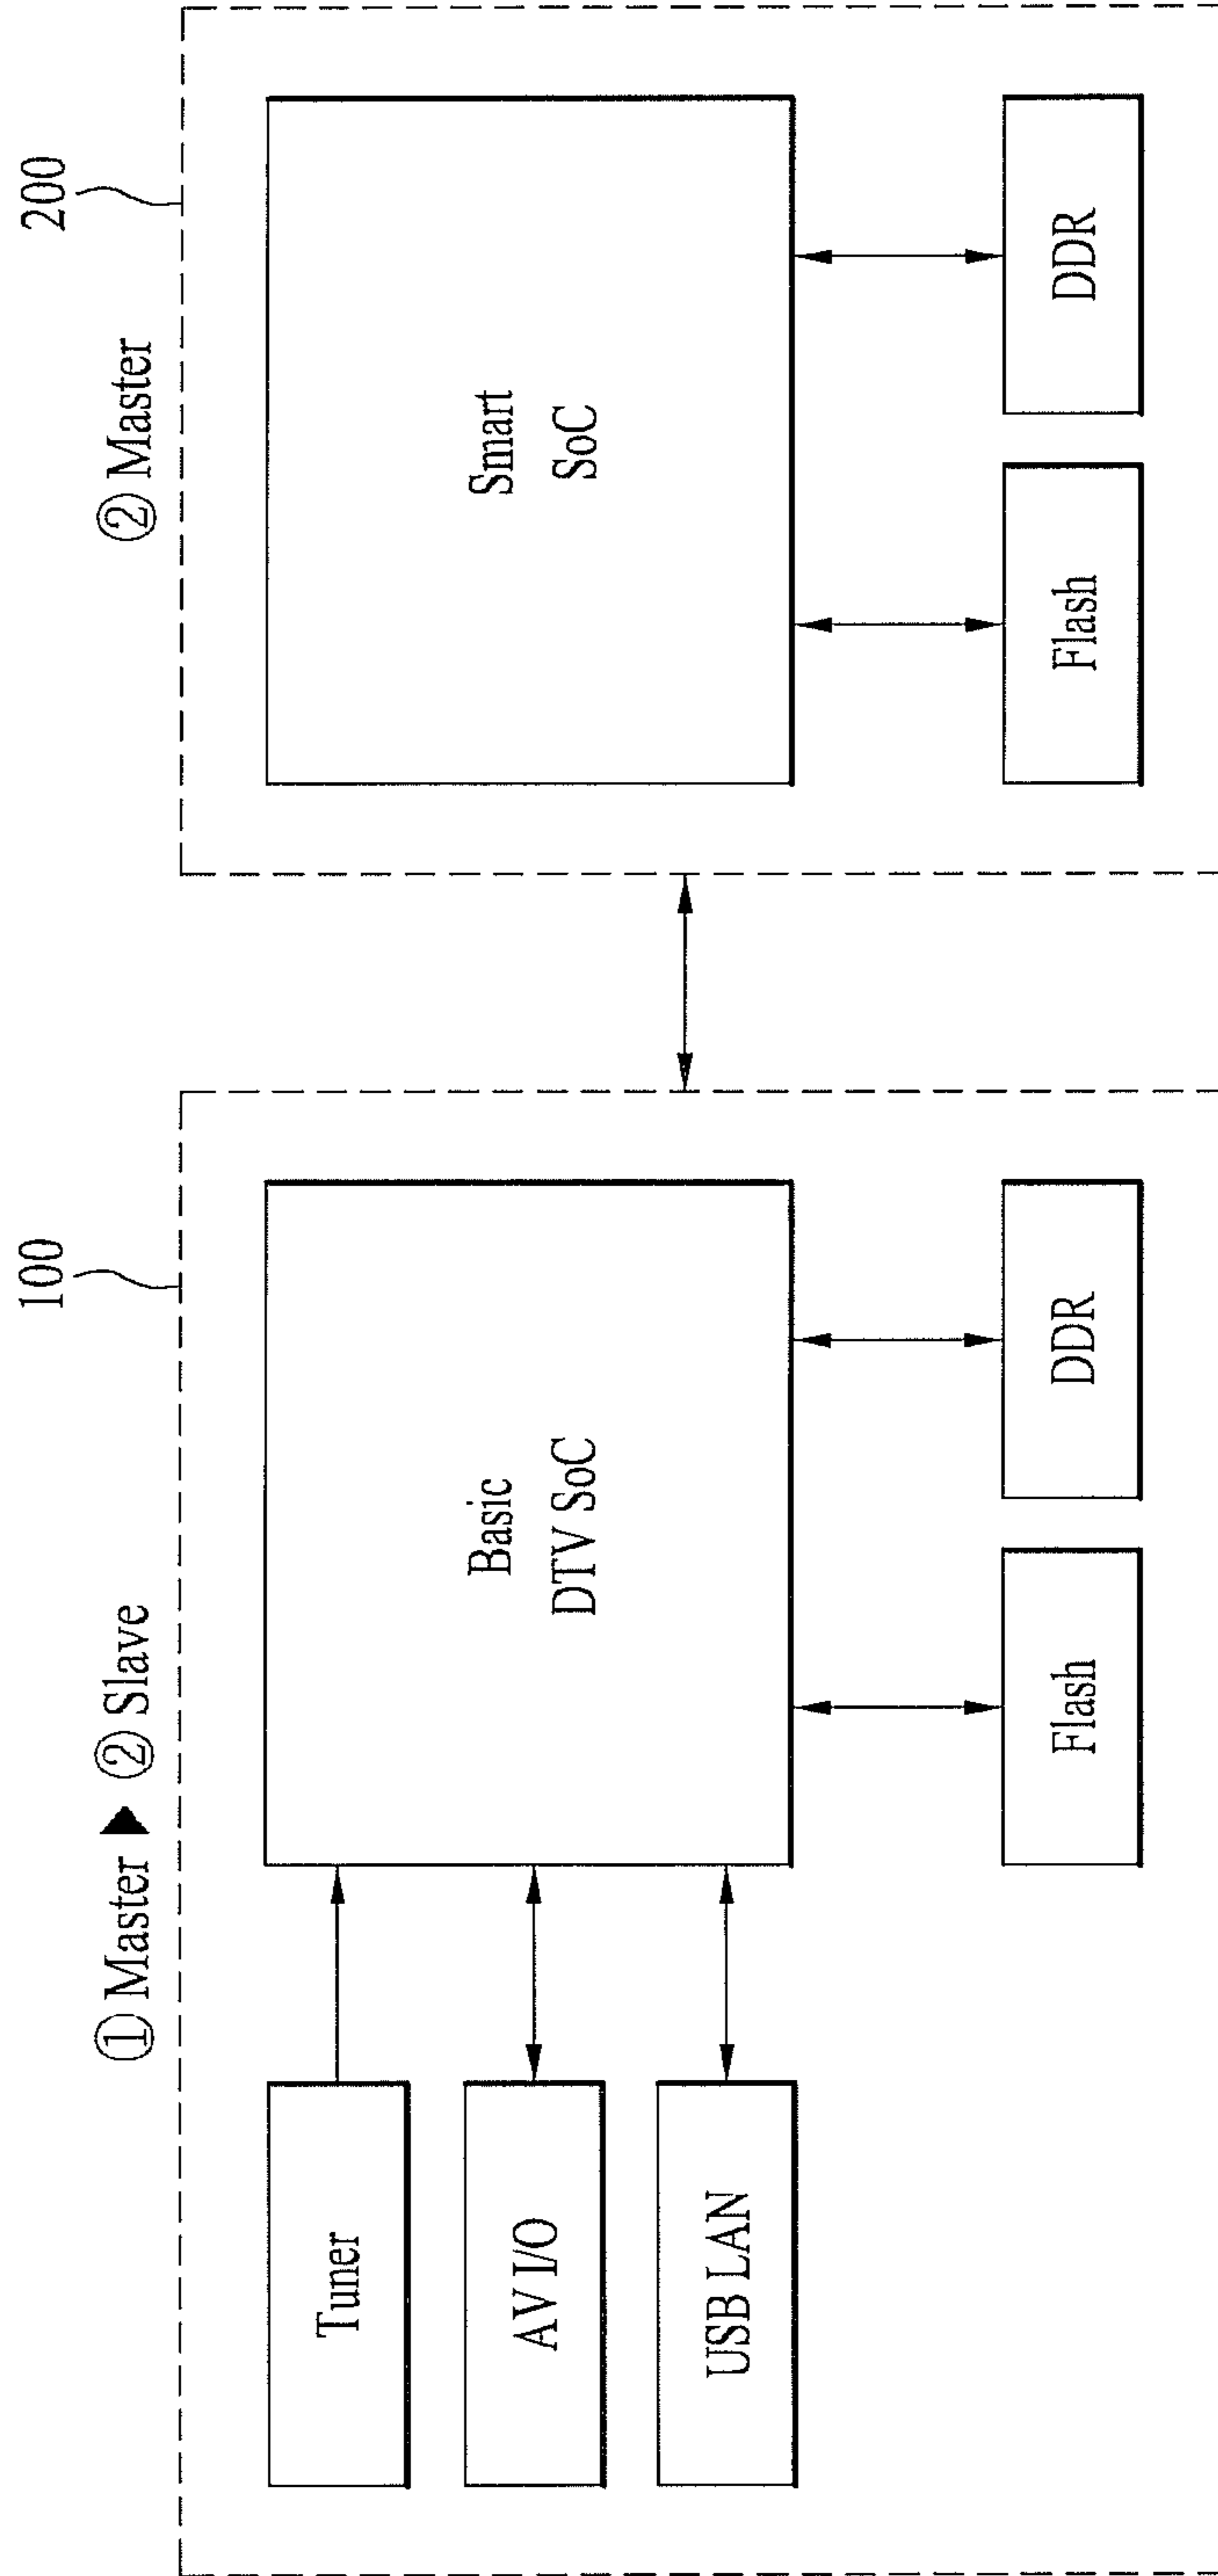 ① Master ▶ ② Slave
100
Tuner
AV I/O
USB LAN
Basic
DTV SoC
Flash
DDR
② Master
200
Smart
SoC
Flash
DDR